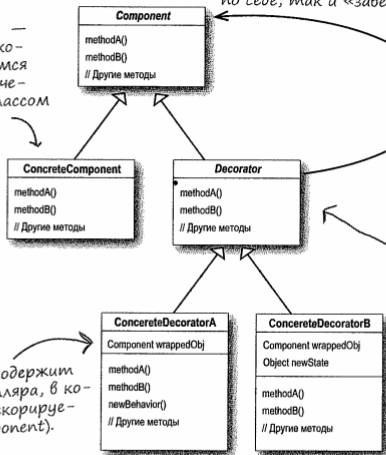 по себе, так и «забе
Component
methodA()
methodB()
// Другие методы
ко-
мся
че-
лассом
ConcreteComponent
methodA()
methodB()
// Другие методы
Decorator
methodA()
methodB()
// Другие методы
ConcereteDecoratorA
Component wrappedObj
methodA()
methodB()
newBehavior()
// Другие методы
ConcereteDecoratorB
Component wrappedObj
Object newState
methodA()
methodB()
// Другие методы
одержит
ляра, в ко-
екорируе-
ponent).